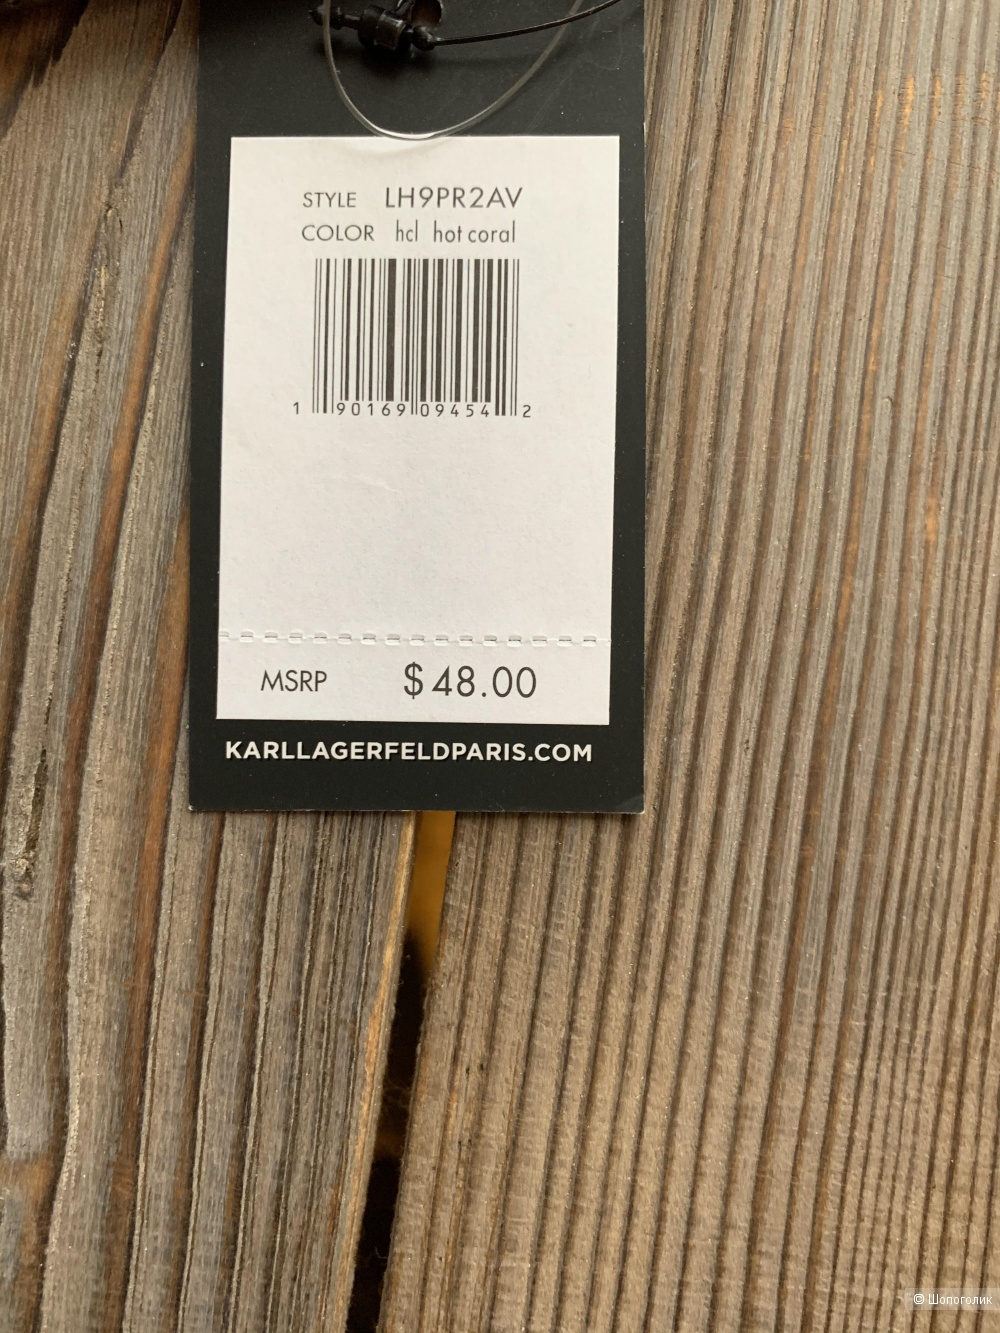 STYLE LH9PR2AV
COLOR hcl hot coral
1 90169 09454 2
MSRP $48.00
KARLLAGERFELDPARIS.COM
© Шопоголик